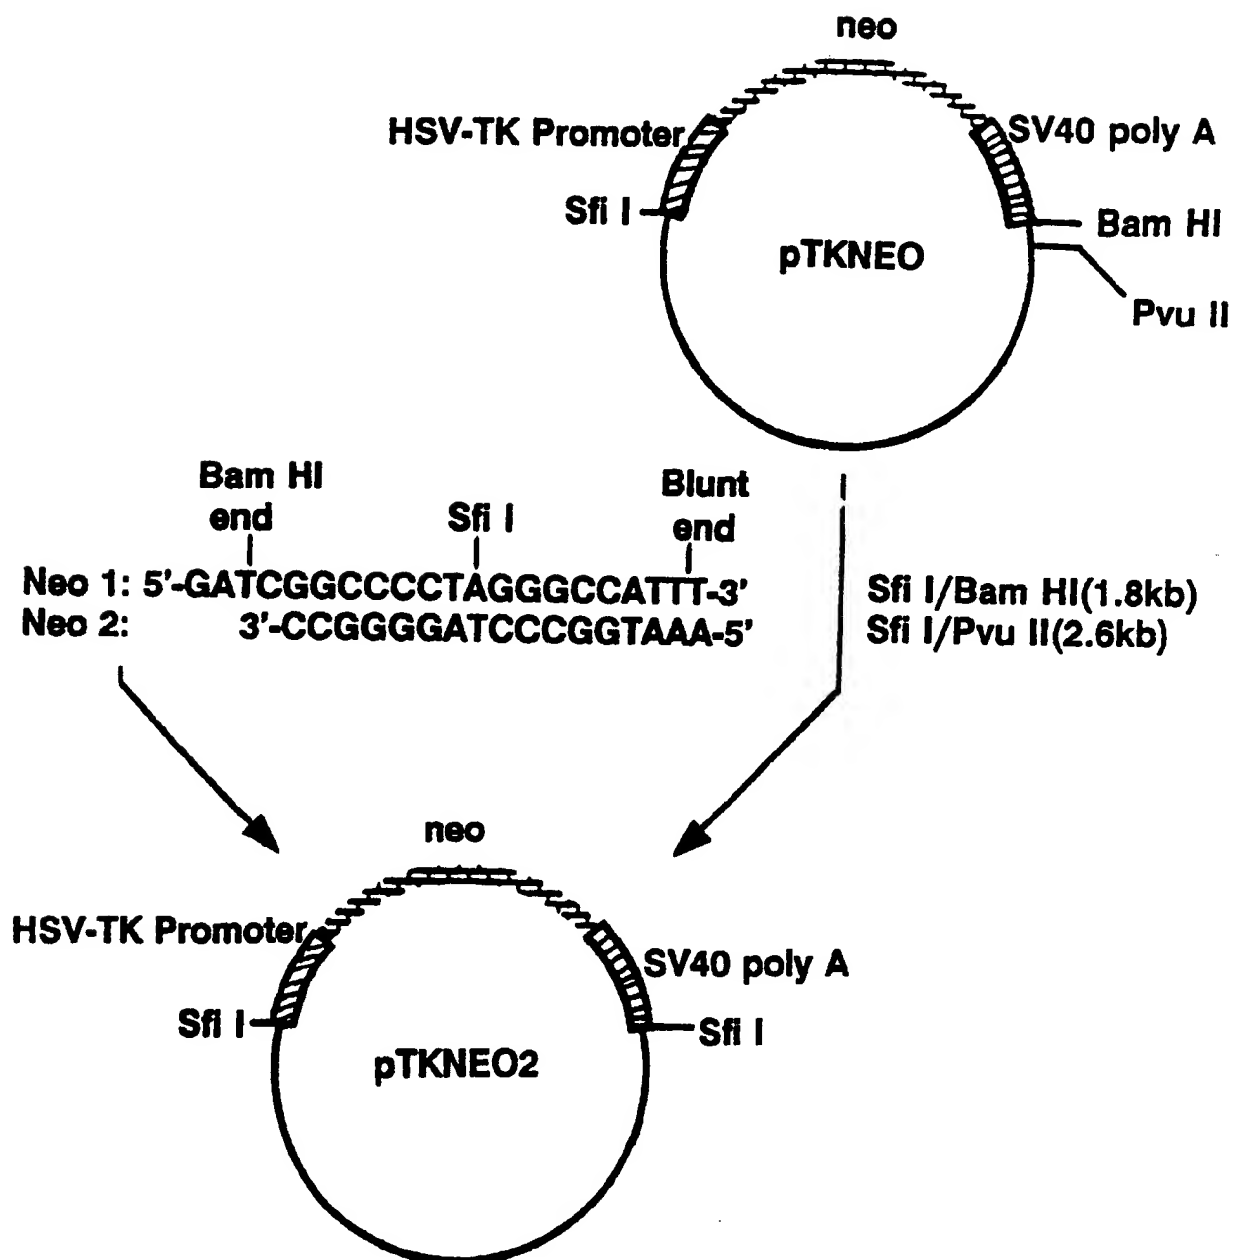 neo
HSV-TK Promoter
SV40 poly A
Sfi I
Bam HI
pTKNEO
Pvu II
Bam HI
end
Sfi I
Blunt
end
Neo 1: 5'-GATCGGCCCCTAGGGCCATTT-3'
Neo 2: 3'-CCGGGGATCCCGGTAAA-5'
Sfi I/Bam HI(1.8kb)
Sfi I/Pvu II(2.6kb)
neo
HSV-TK Promoter
SV40 poly A
Sfi I
Sfi I
pTKNEO2